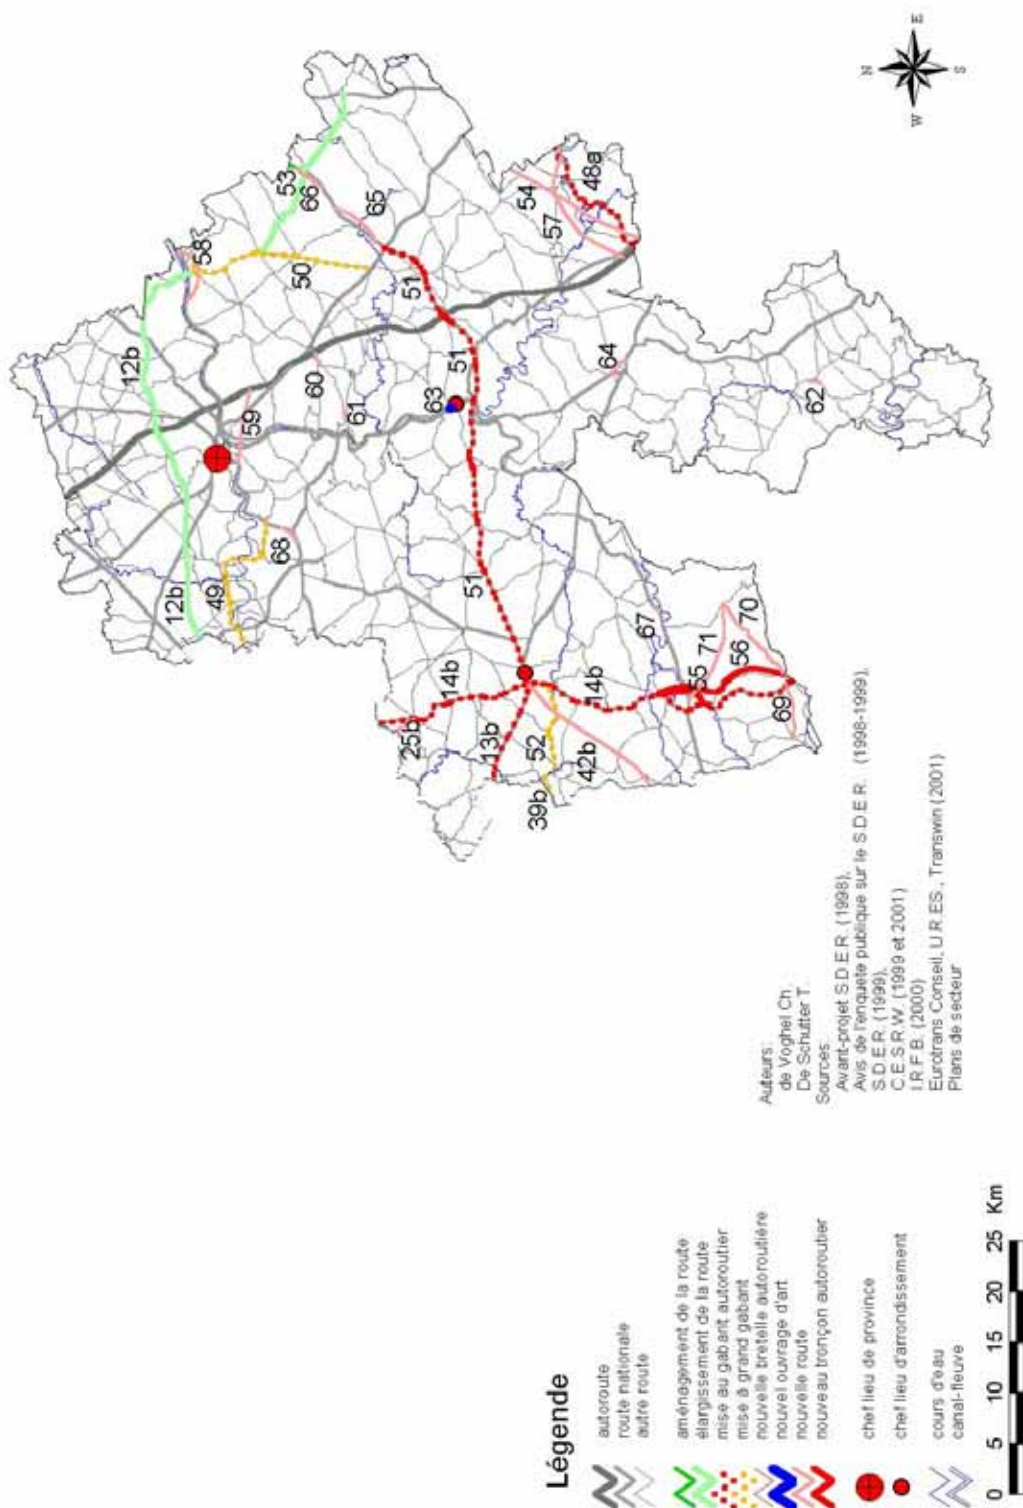 N
E
S
W
12b
58
53
66
50
65
54
48a
57
51
51
59
60
61
63
64
62
12b
49
68
51
14b
25b
13b
14b
52
39b
42b
67
71
70
55
56
69
Auteurs:
de Voghel Ch.
De Schutter T.
Sources:
Avant-projet S.D.E.R. (1998),
Avis de l'enquête publique sur le S.D.E.R. (1998-1999),
S.D.E.R. (1999),
C.E.S.R.W. (1999 et 2001)
I.R.F.B. (2000)
Eurotrans Conseil, U.R.ES., Transwin (2001)
Plans de secteur
Légende
autoroute
route nationale
autre route
aménagement de la route
élargissement de la route
mise au gabarit autoroutier
mise à grand gabarit
nouvelle bretelle autoroutière
nouvel ouvrage d'art
nouvelle route
nouveau tronçon autoroutier
chef lieu de province
chef lieu d'arrondissement
cours d'eau
canal-fleuve
0 5 10 15 20 25 Km